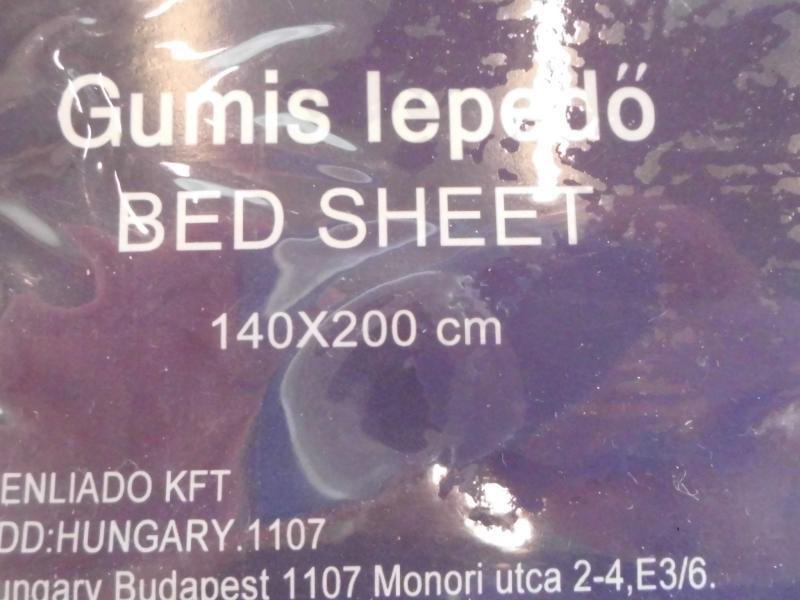 Gumis lepedő
BED SHEET
140X200 cm
ENLIADO KFT
DD:HUNGARY.1107
ungary Budapest 1107 Monori utca 2-4,E3/6.